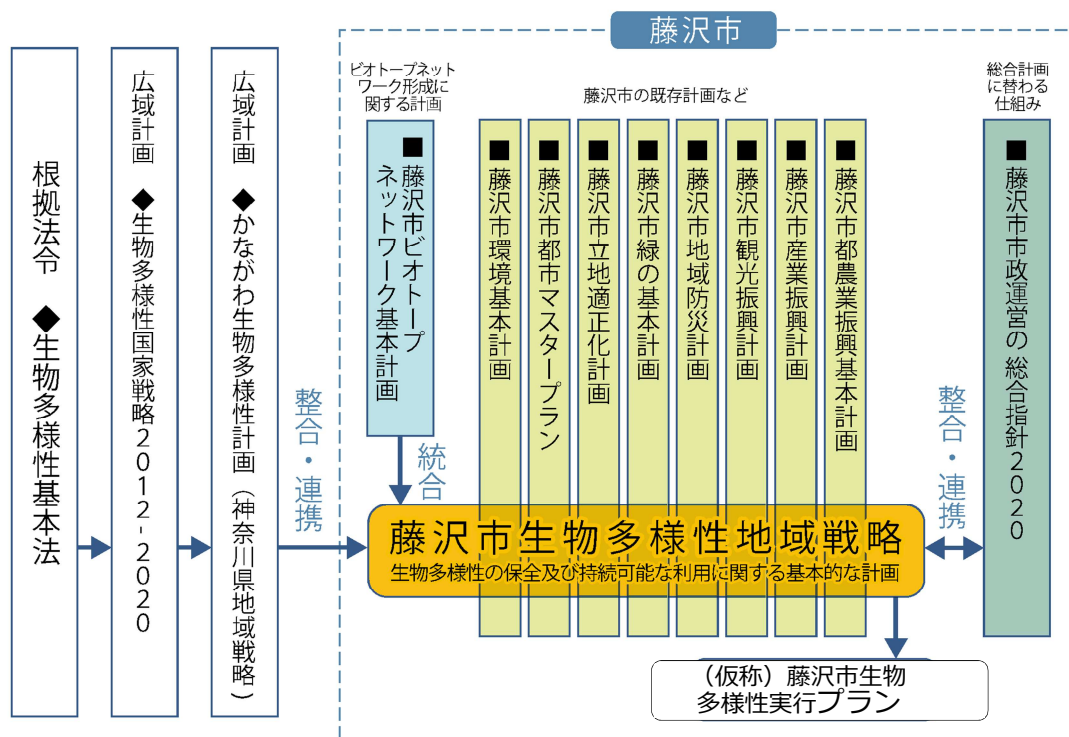 藤沢市
根拠法令　◆生物多様性基本法
広域計画　◆生物多様性国家戦略2012-2020
広域計画　◆かながわ生物多様性計画（神奈川県地域戦略）
整合・連携
ビオトープネット
ワーク形成に
関する計画
■藤沢市ビオトープ
ネットワーク基本計画
統合
藤沢市の既存計画など
■藤沢市環境基本計画
■藤沢市都市マスタープラン
■藤沢市立地適正化計画
■藤沢市緑の基本計画
■藤沢市地域防災計画
■藤沢市観光振興計画
■藤沢市産業振興計画
■藤沢市都市農業振興基本計画
総合計画
に替わる
仕組み
■藤沢市市政運営の総合指針2020
整合・連携
藤沢市生物多様性地域戦略
生物多様性の保全及び持続可能な利用に関する基本的な計画
（仮称）藤沢市生物
多様性実行プラン